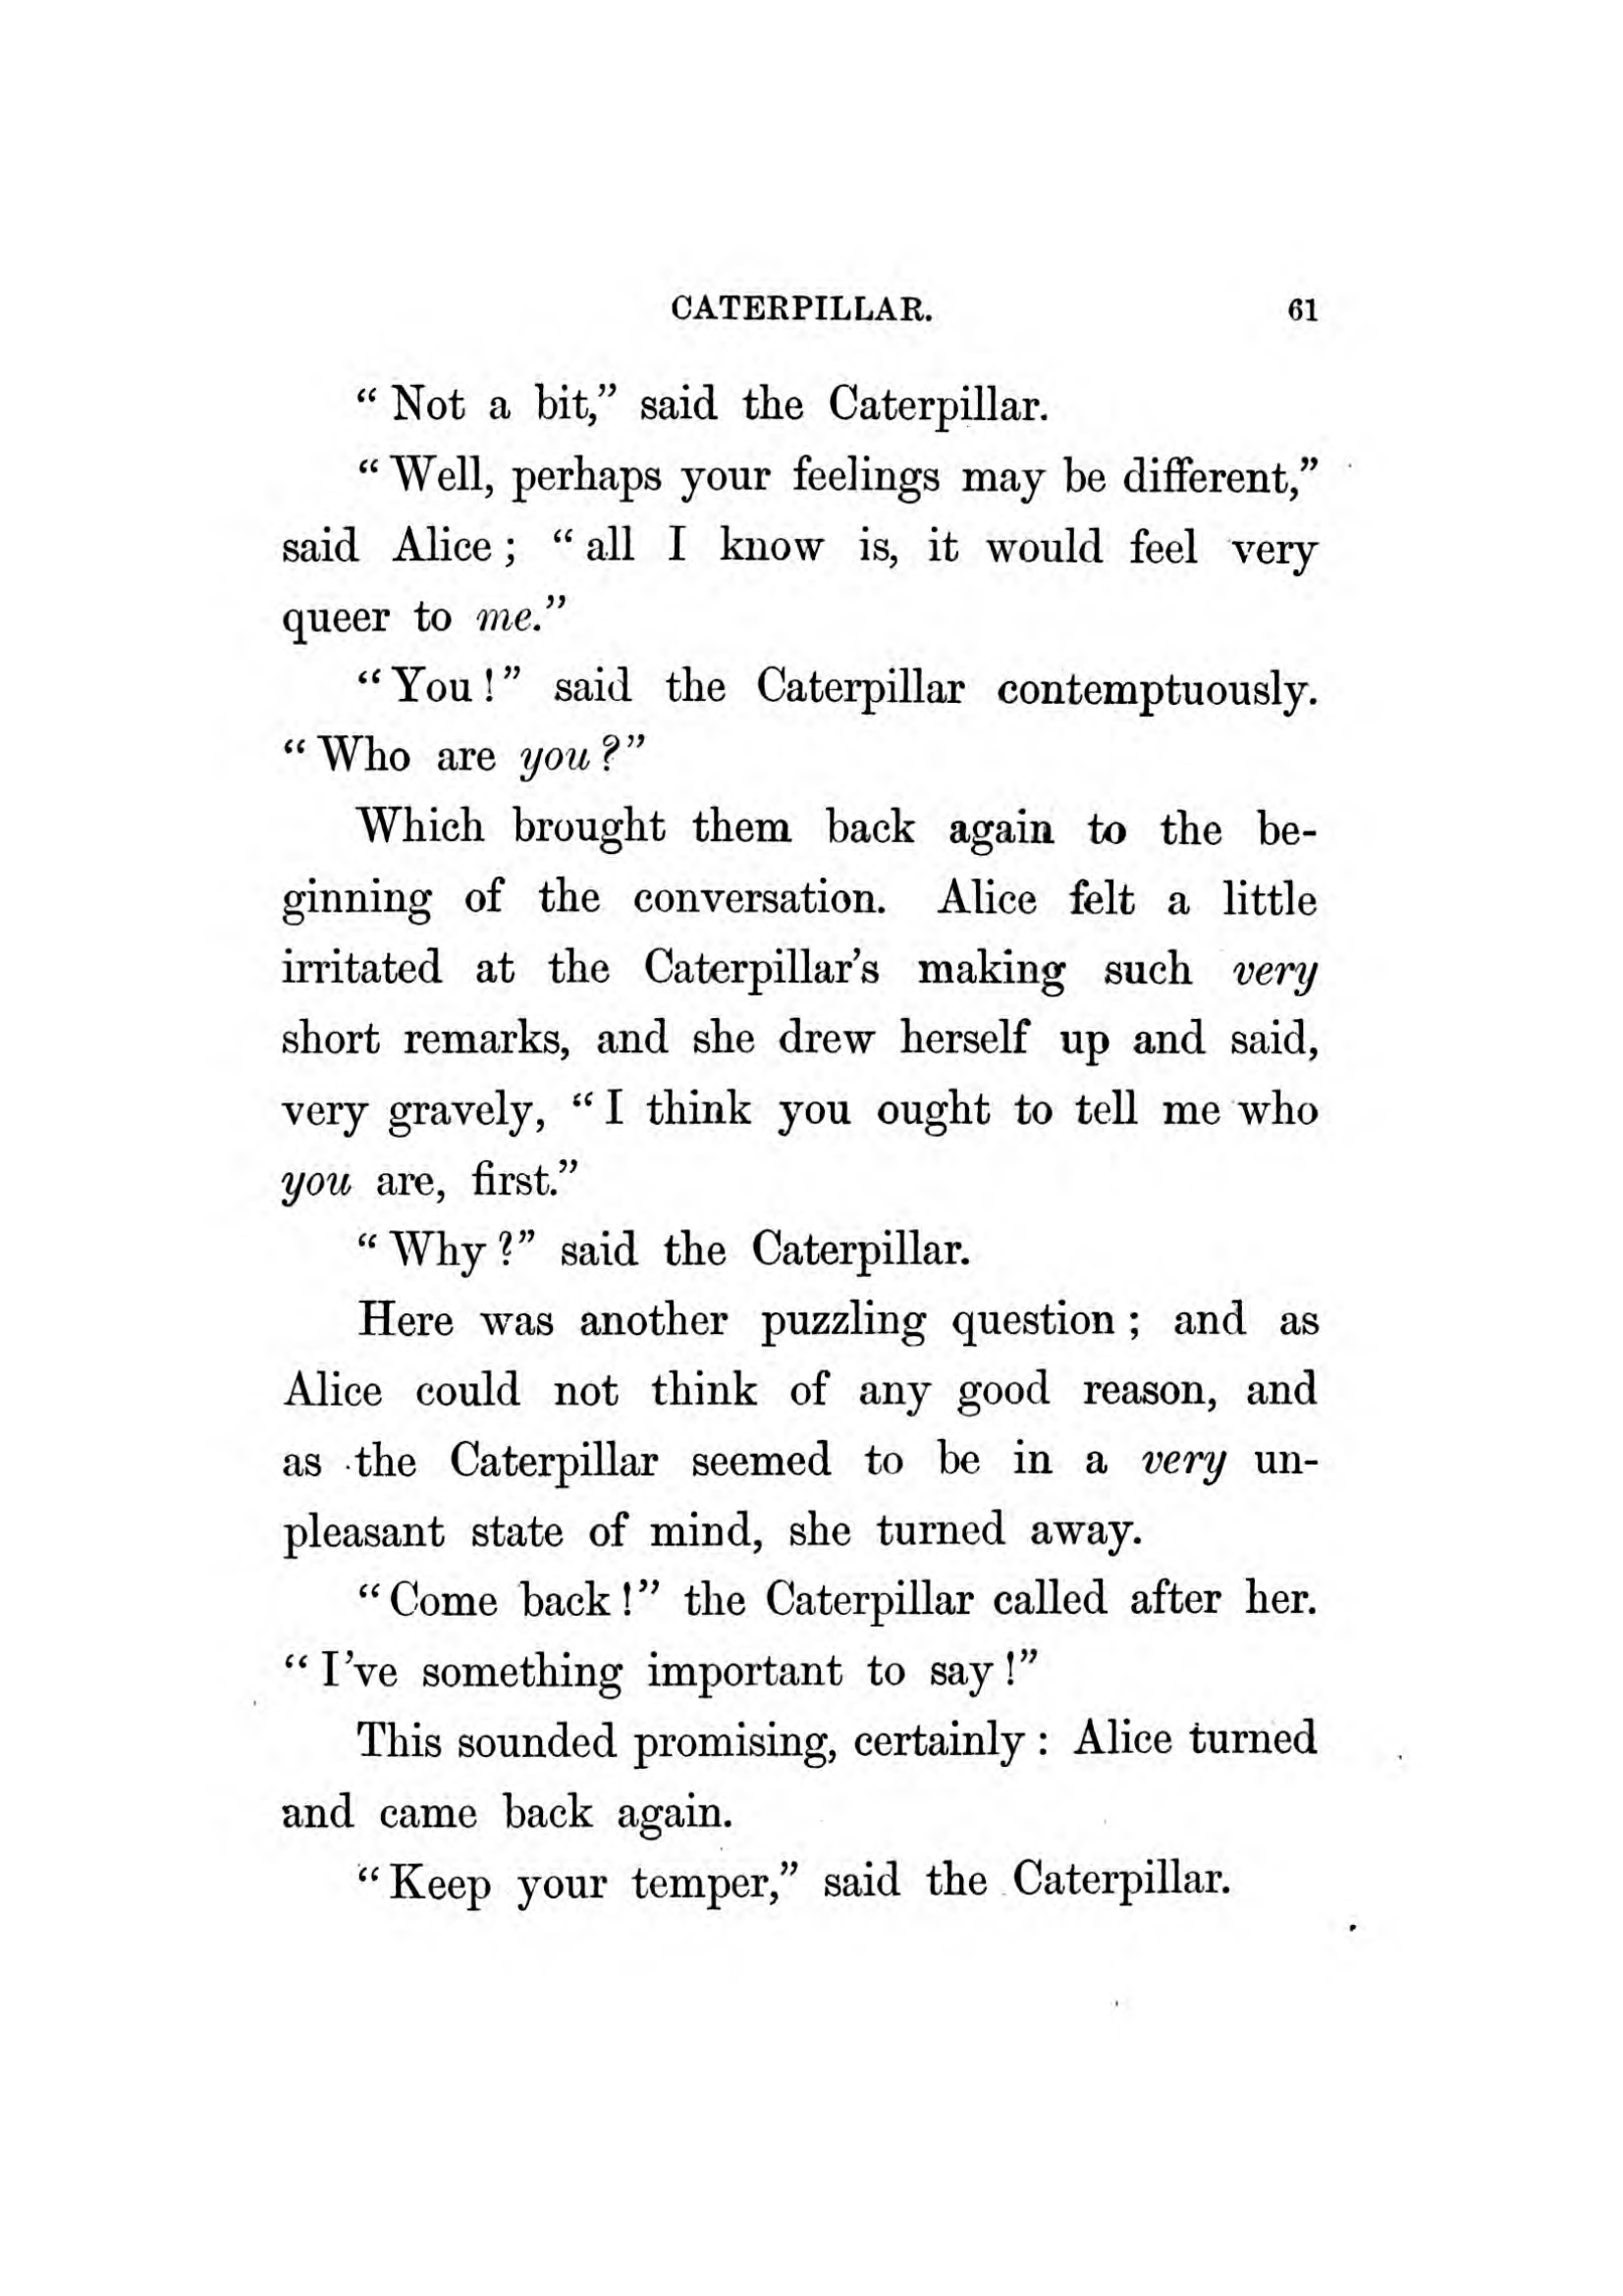 CATERPILLAR. 61
“Not a bit,” said the Caterpillar.
“Well, perhaps your feelings may be different,”
said Alice; “all I know is, it would feel very
queer to me.”
“You!” said the Caterpillar contemptuously.
“Who are you?”
Which brought them back again to the be-
ginning of the conversation. Alice felt a little
irritated at the Caterpillar’s making such very
short remarks, and she drew herself up and said,
very gravely, “I think you ought to tell me who
you are, first.”
“Why?” said the Caterpillar.
Here was another puzzling question; and as
Alice could not think of any good reason, and
as the Caterpillar seemed to be in a very un-
pleasant state of mind, she turned away.
“Come back!” the Caterpillar called after her.
“I’ve something important to say!”
This sounded promising, certainly: Alice turned
and came back again.
“Keep your temper,” said the Caterpillar.